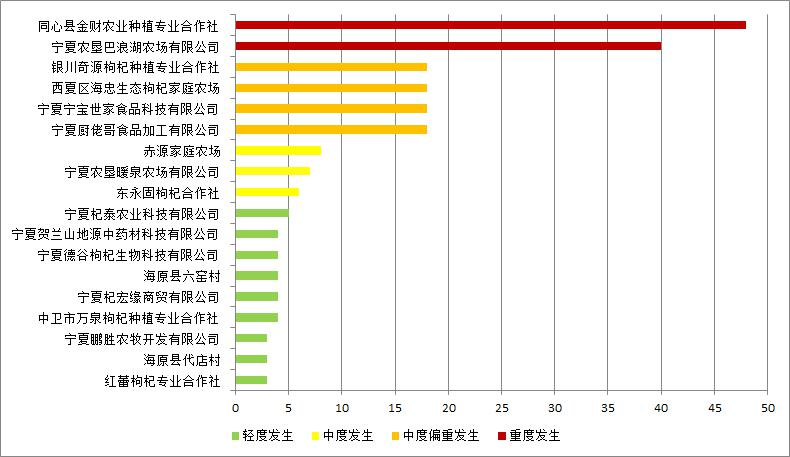 同心县金财农业种植专业合作社
宁夏农垦巴浪湖农场有限公司
银川奇源枸杞种植专业合作社
西夏区海忠生态枸杞家庭农场
宁夏宁宝世家食品科技有限公司
宁夏厨佬哥食品加工有限公司
赤源家庭农场
宁夏农垦暖泉农场有限公司
东永固枸杞合作社
宁夏杞泰农业科技有限公司
宁夏贺兰山地源中药材科技有限公司
宁夏德谷枸杞生物科技有限公司
海原县六窑村
宁夏杞宏缘商贸有限公司
中卫市万泉枸杞种植专业合作社
宁夏鹏胜农牧开发有限公司
海原县代店村
红蕾枸杞专业合作社
0 5 10 15 20 25 30 35 40 45 50
轻度发生 中度发生 中度偏重发生 重度发生